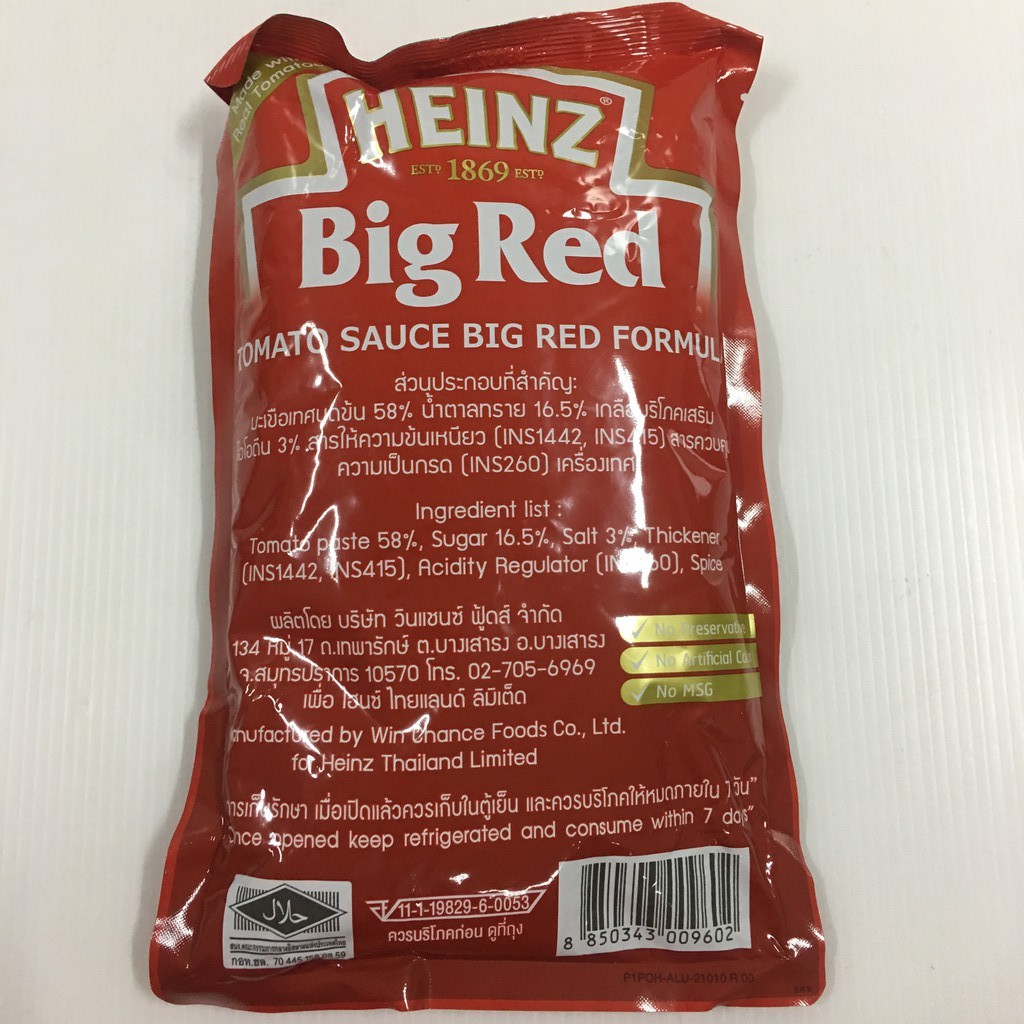 Made with
Real Tomatoes
HEINZ®
ESTD 1869 ESTD
Big Red
TOMATO SAUCE BIG RED FORMUL
ส่วนประกอบที่สำคัญ:
มะเขือเทศบดข้น 58% น้ำตาลทราย 16.5% เกลือบริโภคเสริม
ไอโอดีน 3% สารให้ความข้นเหนียว (INS1442, INS415) สารควบคุม
ความเป็นกรด (INS260) เครื่องเทศ
Ingredient list :
Tomato paste 58%, Sugar 16.5%, Salt 3%, Thickener
(INS1442, INS415), Acidity Regulator (INS260), Spice
ผลิตโดย บริษัท วินแชนซ์ ฟู้ดส์ จำกัด
134 หมู่ 17 ถ.เทพารักษ์ ต.บางเสาธง อ.บางเสาธง
จ.สมุทรปราการ 10570 โทร. 02-705-6969
เพื่อ ไฮนซ์ ไทยแลนด์ ลิมิเต็ด
✓ No Preservative
✓ No Artificial
✓ No MSG
anufactured by Win Chance Foods Co., Ltd.
for Heinz Thailand Limited
การเก็บรักษา เมื่อเปิดแล้วควรเก็บในตู้เย็น และควรบริโภคให้หมดภายใน 7 วัน”
Once opened keep refrigerated and consume within 7 days”
حلال
กอท.ฮล. 70 445 59
11-1-19829-6-0053
ควรบริโภคก่อน ดูที่ถุง
8 850343 009602
P1POH-ALU-21010 R.00